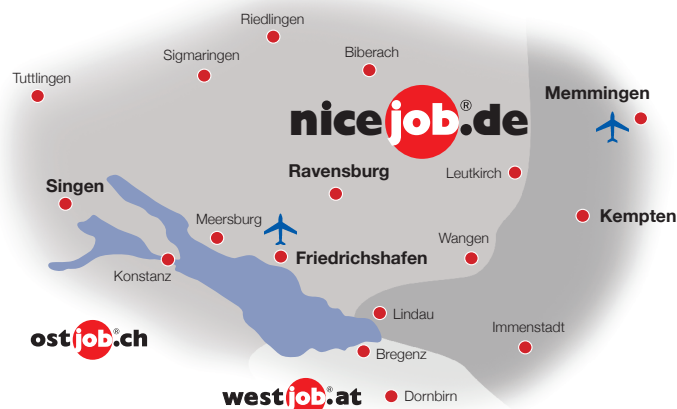 Riedlingen
Sigmaringen
Biberach
Tuttlingen
Memmingen
nicejob®.de
Ravensburg
Leutkirch
Singen
Kempten
Meersburg
Wangen
Friedrichshafen
Konstanz
Lindau
Immenstadt
ostjob®.ch
Bregenz
westjob®.at
Dornbirn